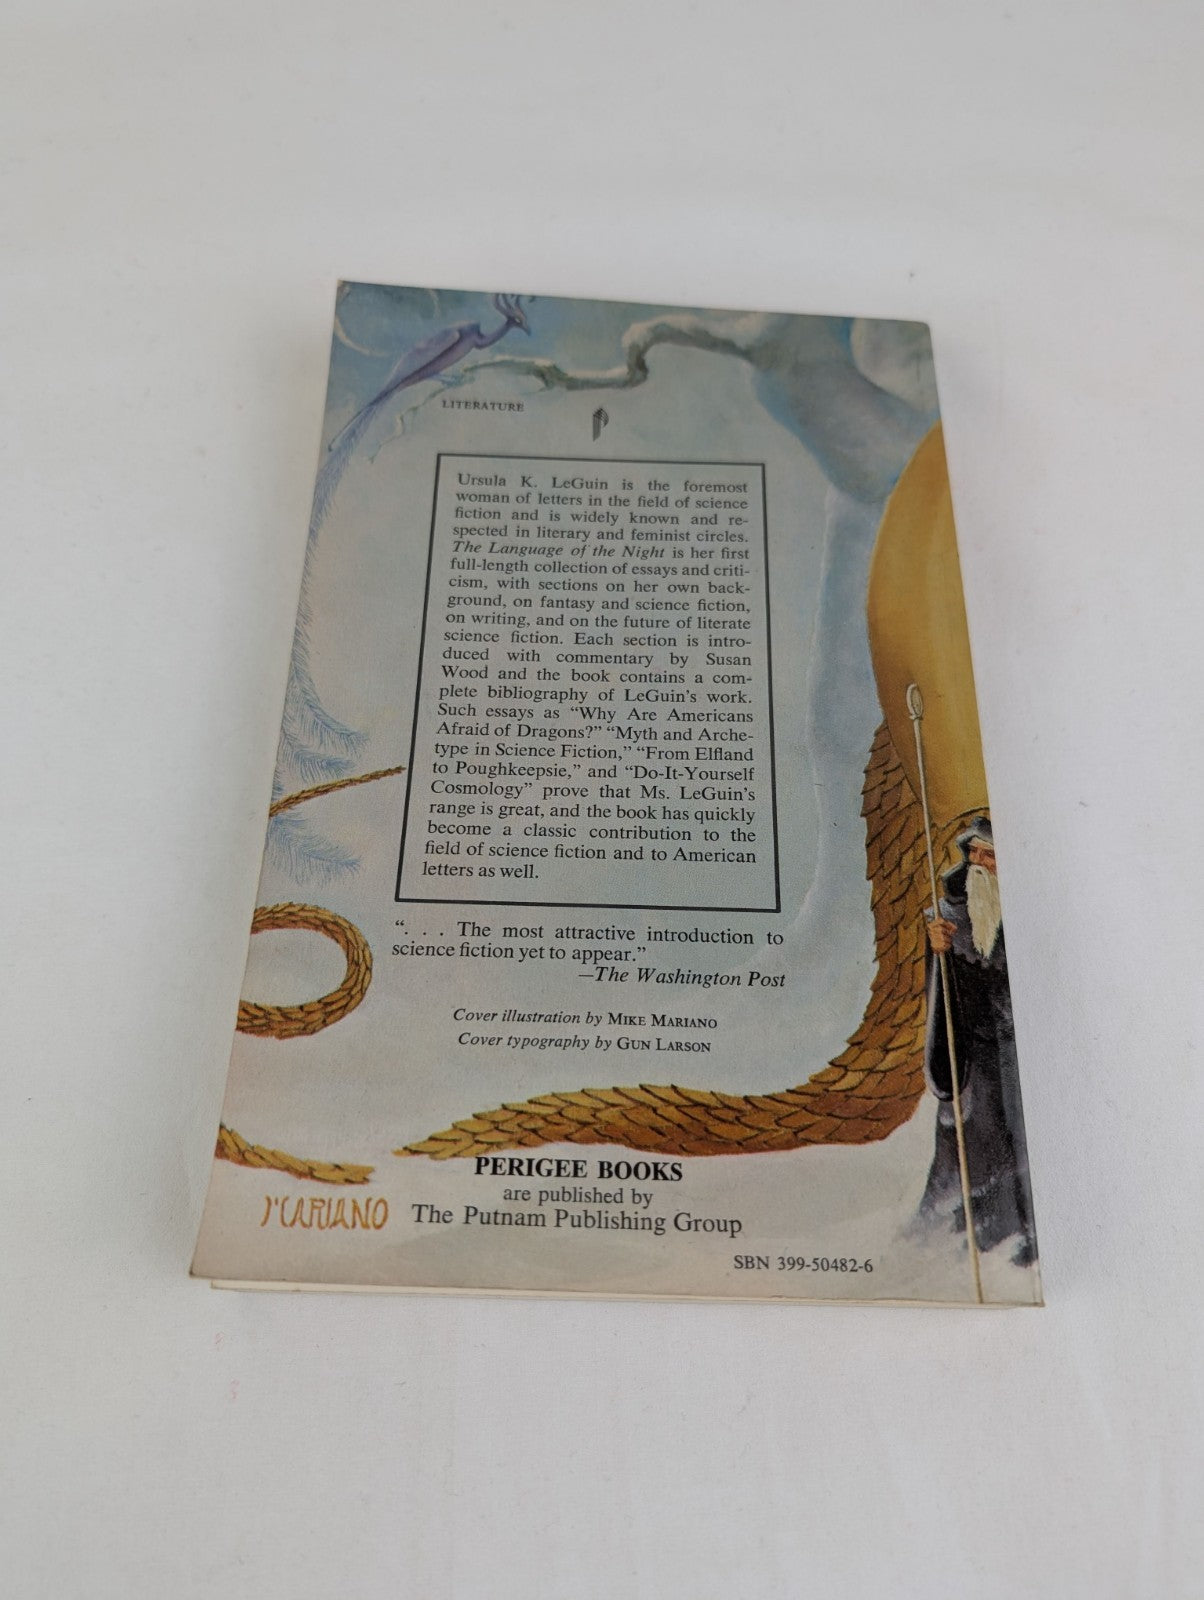 LITERATURE
Ursula K. LeGuin is the foremost
woman of letters in the field of science
fiction and is widely known and re-
spected in literary and feminist circles.
The Language of the Night is her first
full-length collection of essays and criti-
cism, with sections on her own back-
ground, on fantasy and science fiction,
on writing, and on the future of literate
science fiction. Each section is intro-
duced with commentary by Susan
Wood and the book contains a com-
plete bibliography of LeGuin's work.
Such essays as "Why Are Americans
Afraid of Dragons?" "Myth and Arche-
type in Science Fiction," "From Elfland
to Poughkeepsie," and "Do-It-Yourself
Cosmology" prove that Ms. LeGuin's
range is great, and the book has quickly
become a classic contribution to the
field of science fiction and to American
letters as well.
". . . The most attractive introduction to
science fiction yet to appear."
—The Washington Post
Cover illustration by MIKE MARIANO
Cover typography by GUN LARSON
PERIGEE BOOKS
are published by
The Putnam Publishing Group
SBN 399-50482-6